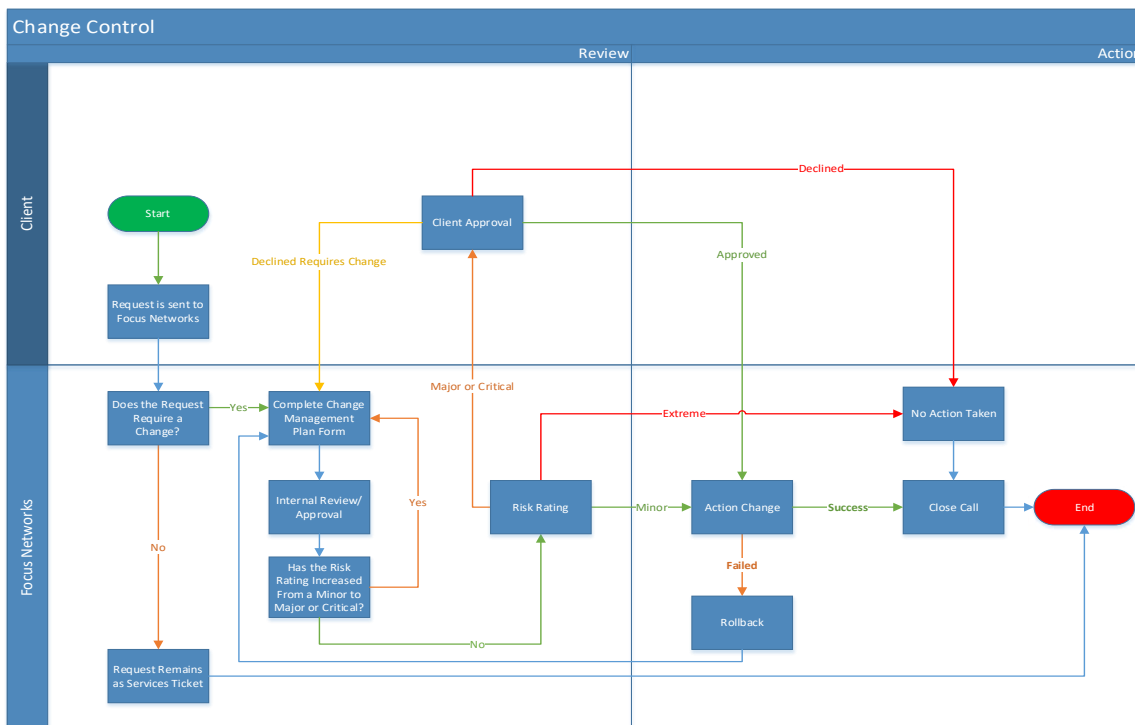 Change Control
Review
Action
Client
Start
Request is sent to
Focus Networks
Client Approval
Declined
Declined Requires Change
Approved
Major or Critical
Focus Networks
Does the Request
Require a
Change?
Yes
Complete Change
Management
Plan Form
Internal Review/
Approval
Yes
Has the Risk
Rating Increased
From a Minor to
Major or Critical?
No
No
Request Remains
as Services Ticket
Risk Rating
Extreme
Minor
Action Change
Success
Failed
Rollback
No Action Taken
Close Call
End